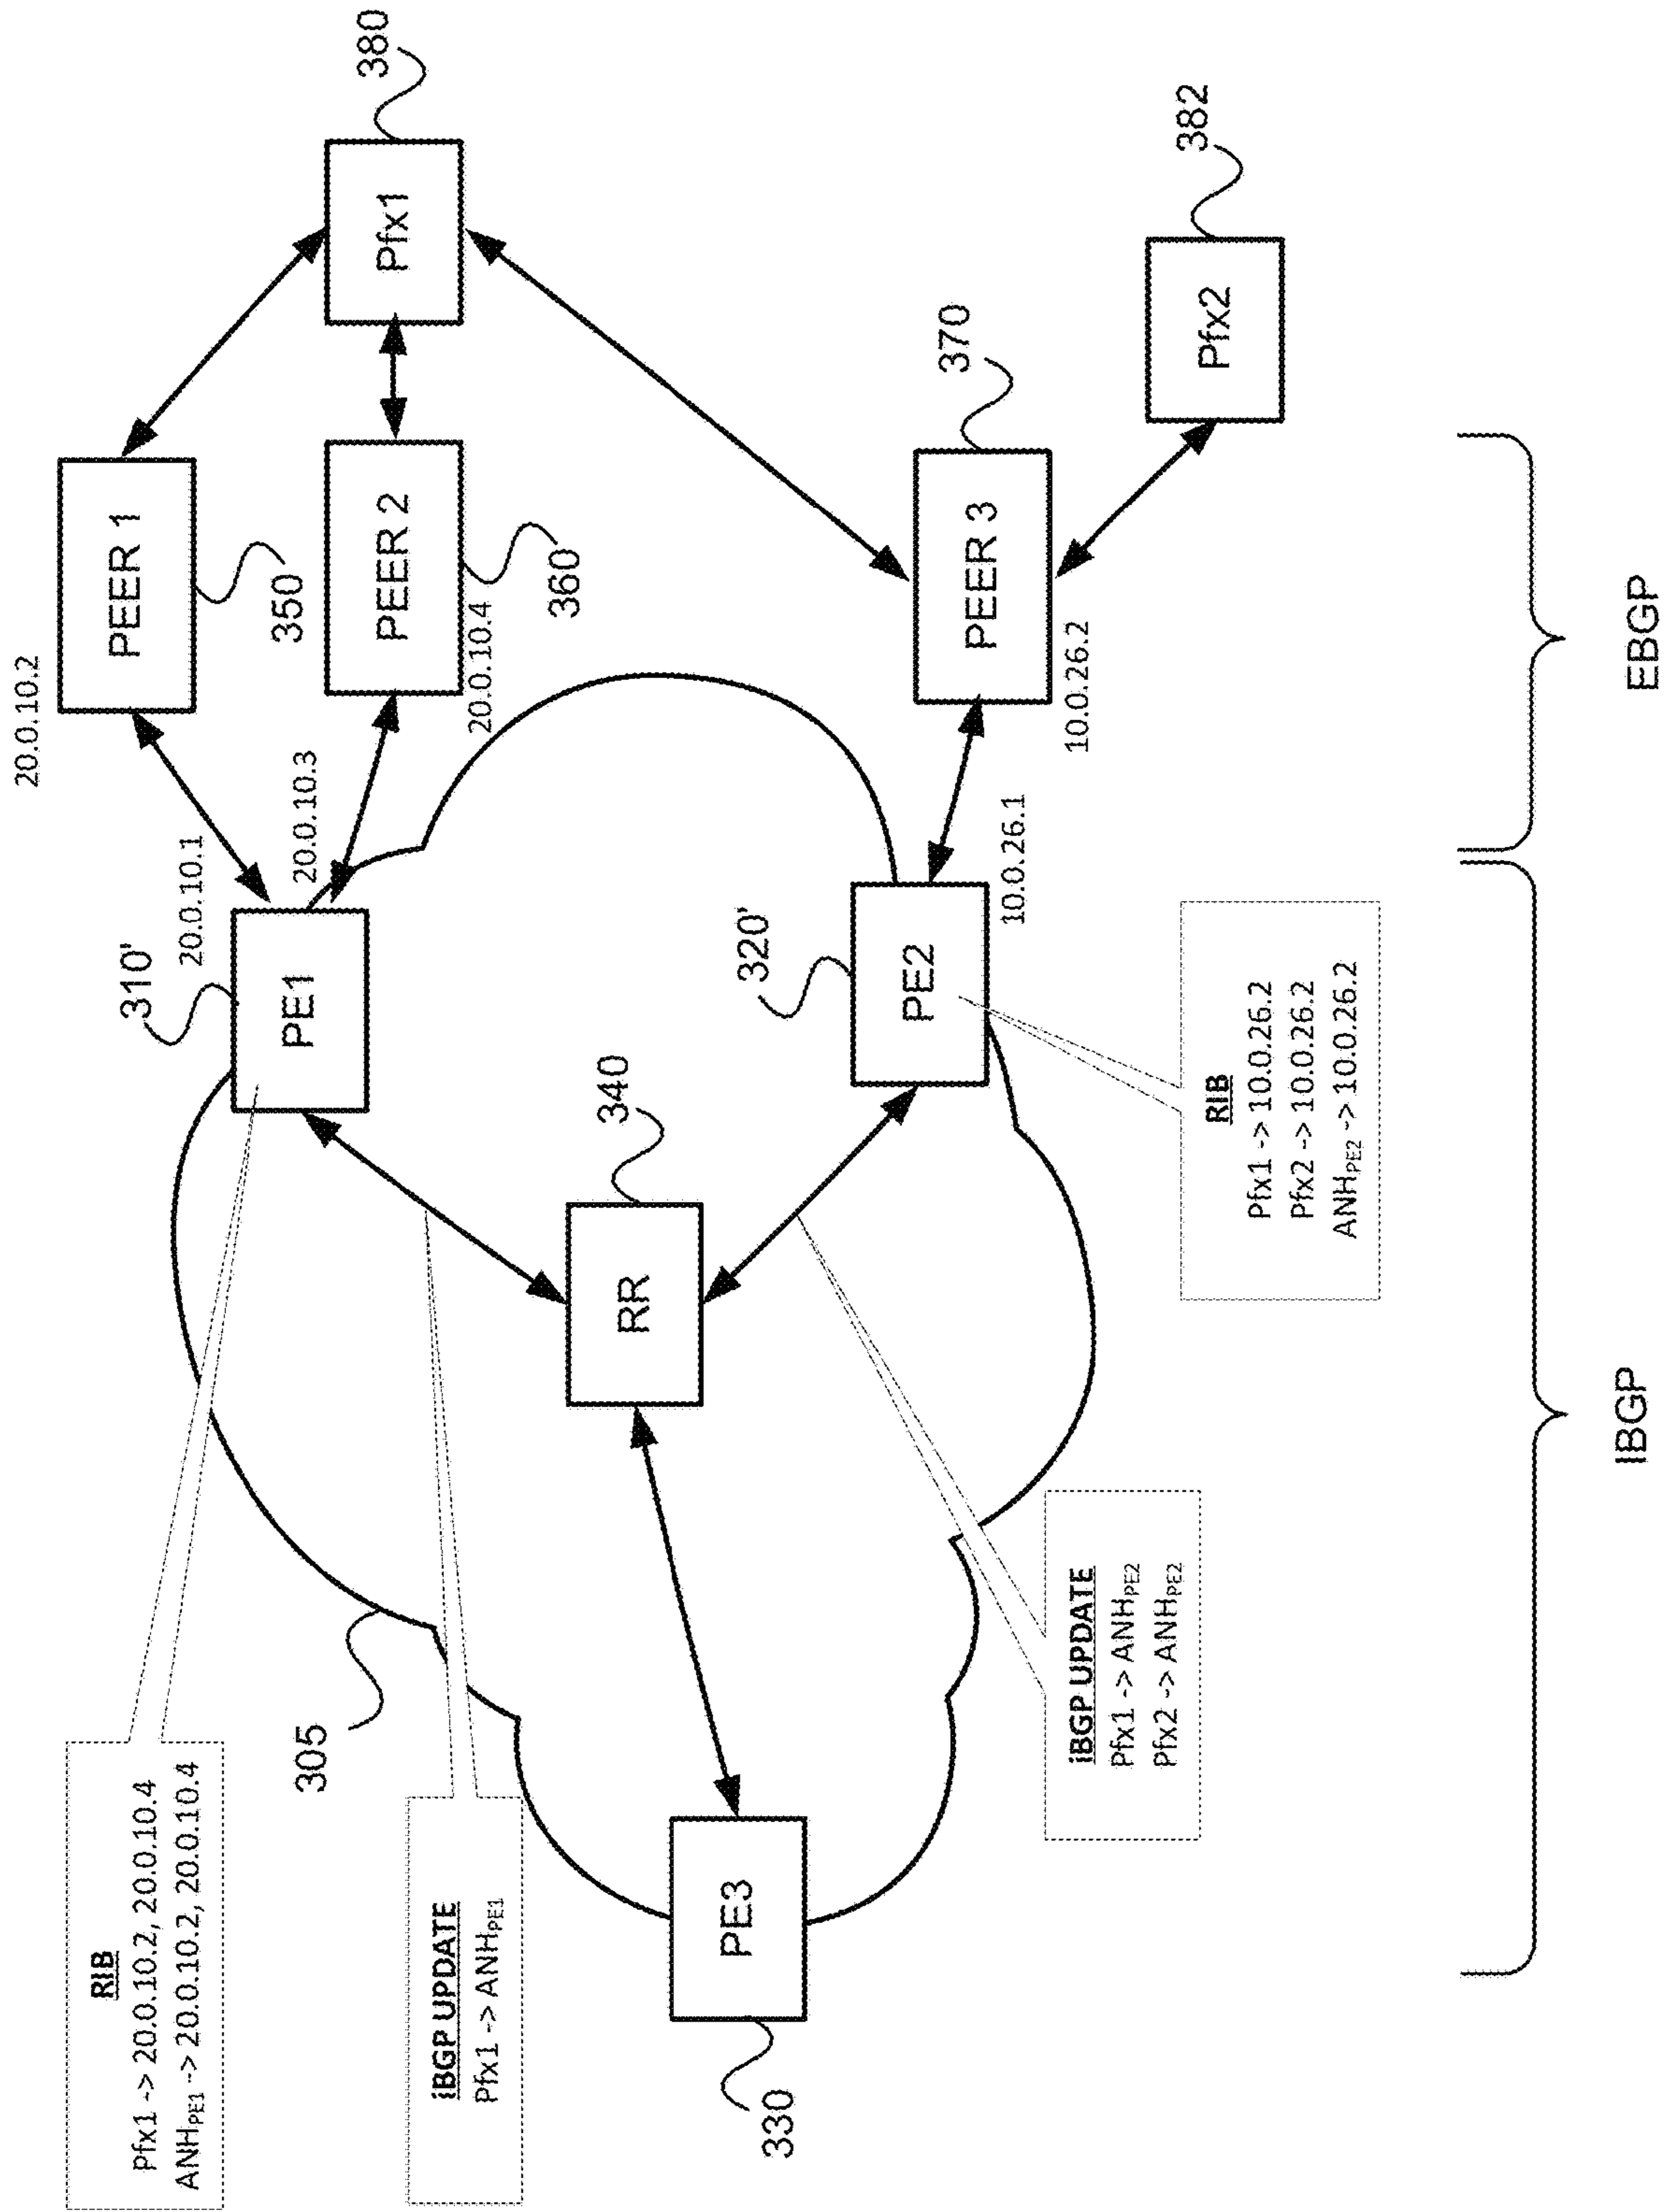 RIB
Pfx1 -> 20.0.10.2, 20.0.10.4
ANHPE1 -> 20.0.10.2, 20.0.10.4
iBGP UPDATE
Pfx1 -> ANHPE1
305
310'
PE1
20.0.10.1
20.0.10.3
20.0.10.2
PEER 1
350
PEER 2
20.0.10.4
360
Pfx1
380
330
PE3
RR
340
320'
PE2
10.0.26.1
PEER 3
10.0.26.2
370
Pfx2
382
iBGP UPDATE
Pfx1 -> ANHPE2
Pfx2 -> ANHPE2
RIB
Pfx1 -> 10.0.26.2
Pfx2 -> 10.0.26.2
ANHPE2 -> 10.0.26.2
IBGP
EBGP